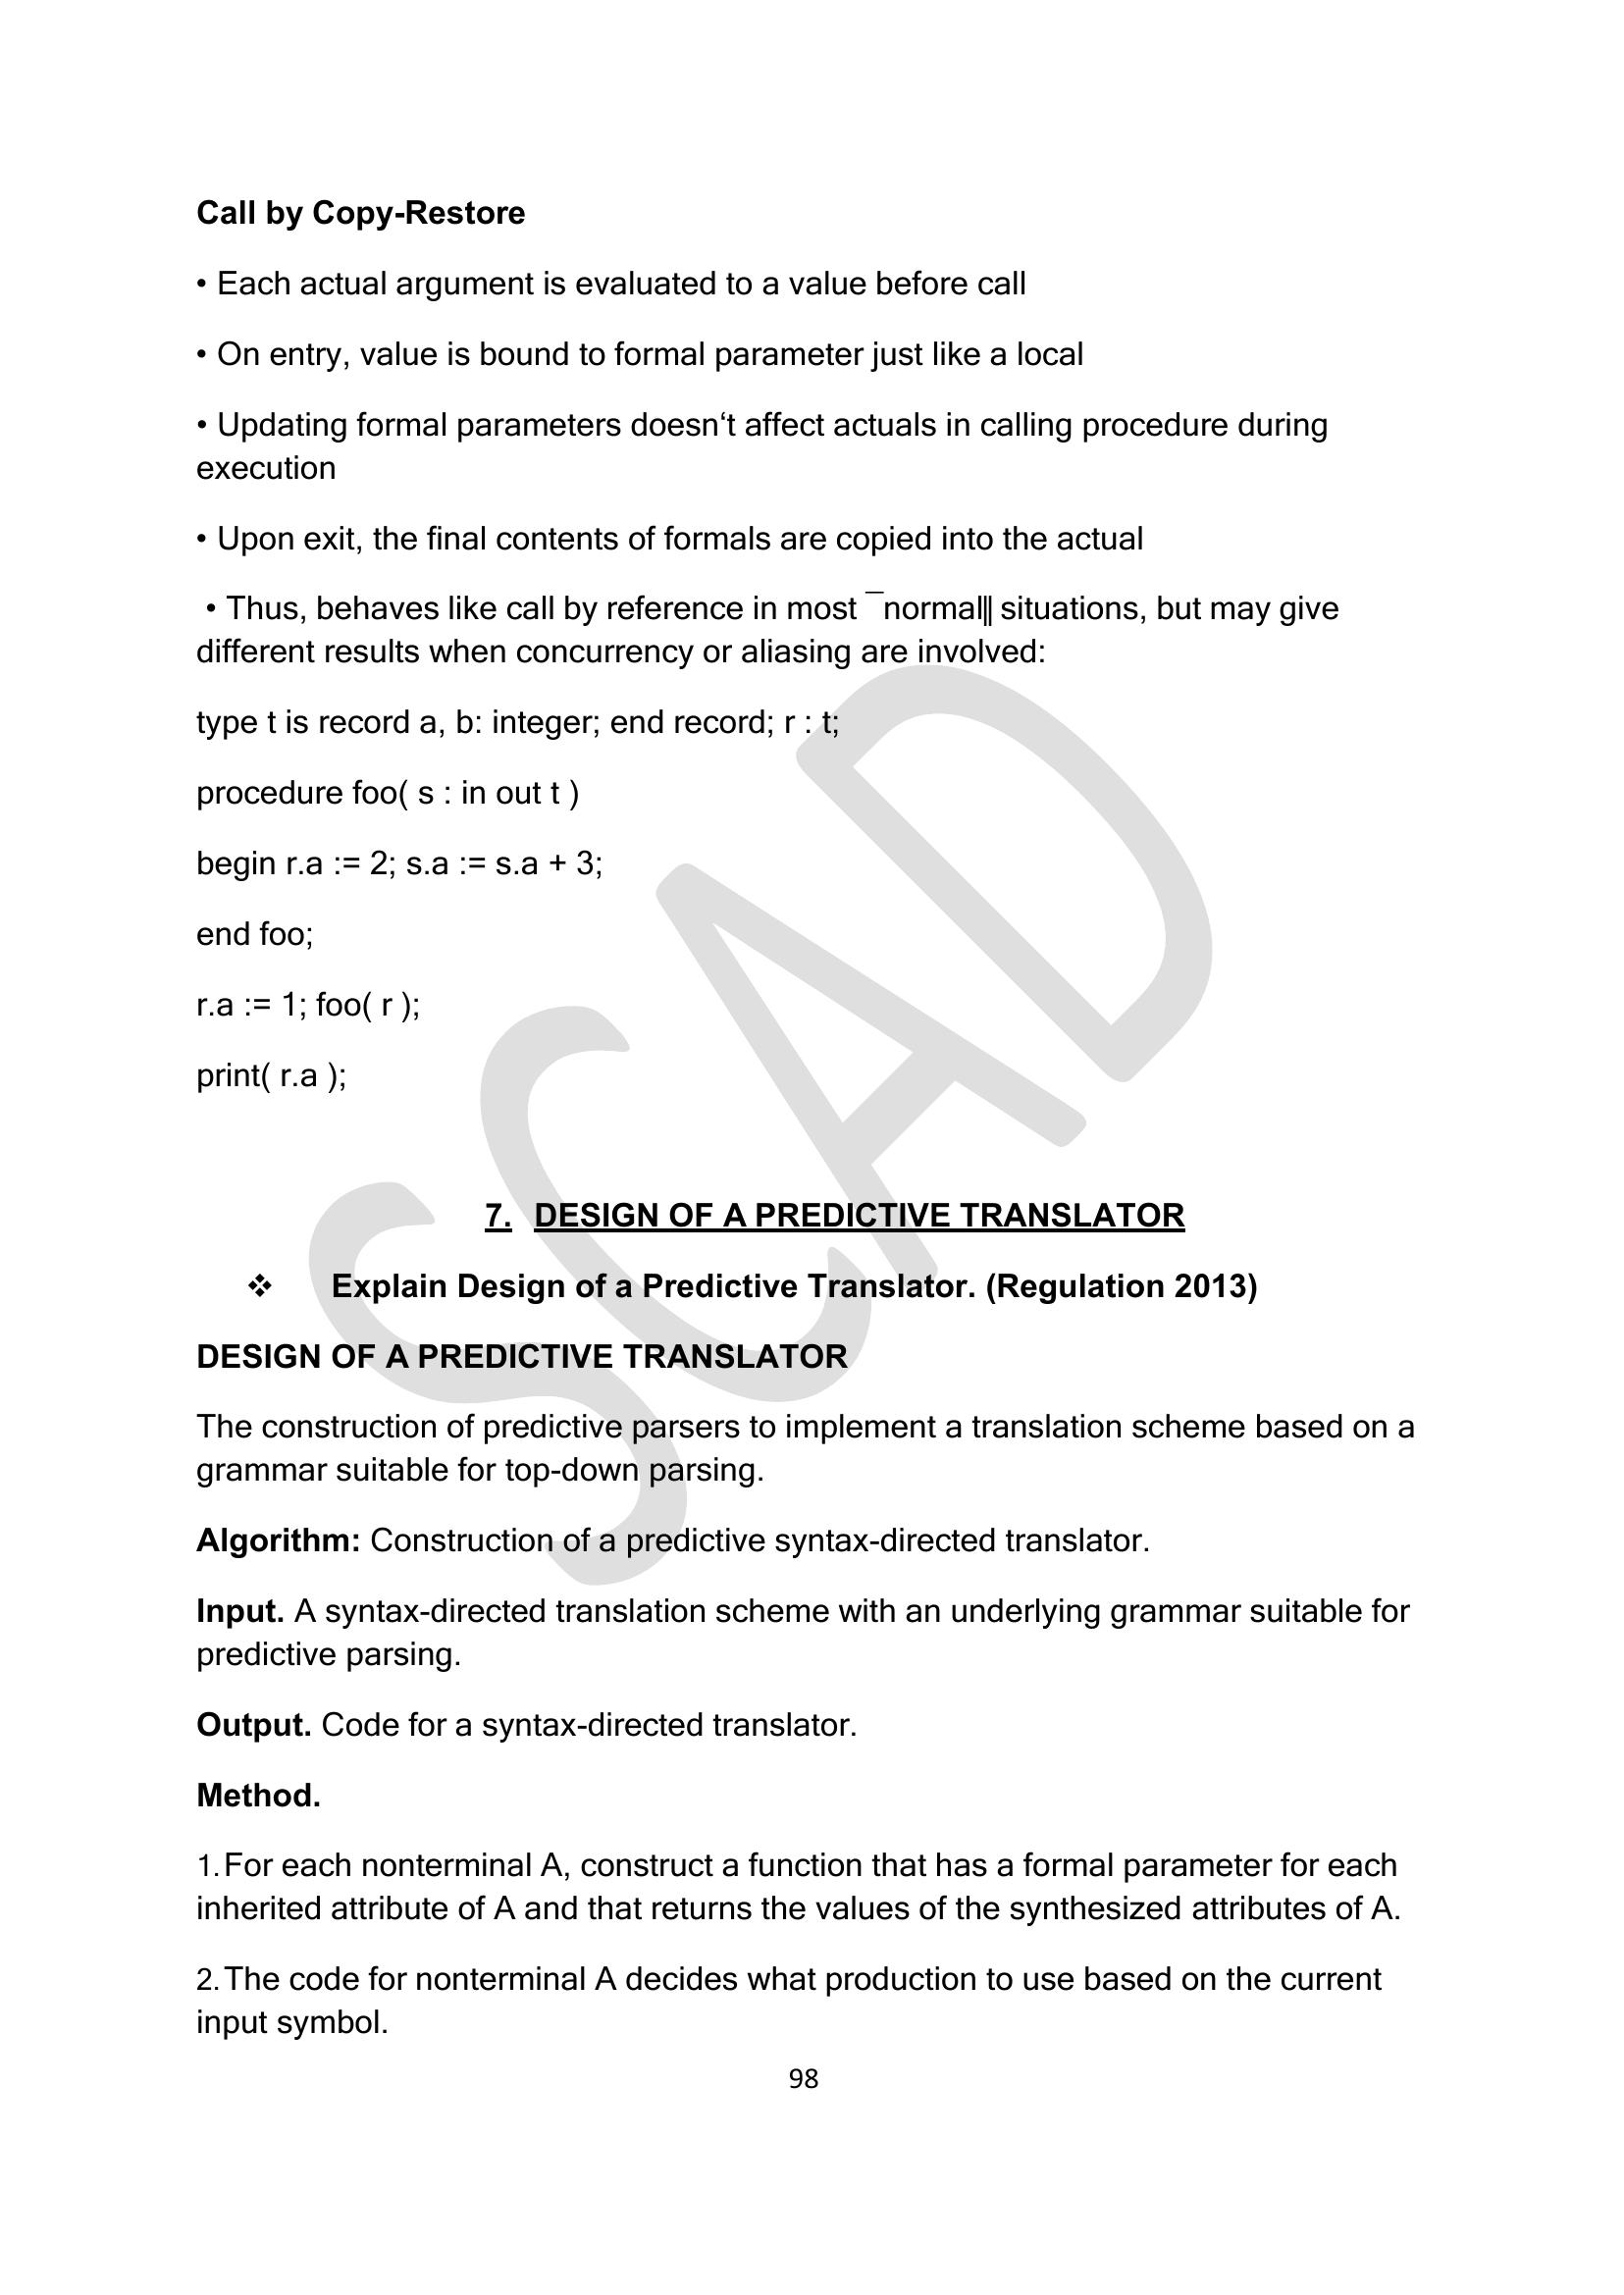 Call by Copy-Restore
• Each actual argument is evaluated to a value before call
• On entry, value is bound to formal parameter just like a local
• Updating formal parameters doesn‘t affect actuals in calling procedure during
execution
• Upon exit, the final contents of formals are copied into the actual
• Thus, behaves like call by reference in most ¯normal‖ situations, but may give
different results when concurrency or aliasing are involved:
type t is record a, b: integer; end record; r : t;
procedure foo( s : in out t )
begin r.a := 2; s.a := s.a + 3;
end foo;
r.a := 1; foo( r );
print( r.a );
SCAD
7. DESIGN OF A PREDICTIVE TRANSLATOR
❖ Explain Design of a Predictive Translator. (Regulation 2013)
DESIGN OF A PREDICTIVE TRANSLATOR
The construction of predictive parsers to implement a translation scheme based on a
grammar suitable for top-down parsing.
Algorithm: Construction of a predictive syntax-directed translator.
Input. A syntax-directed translation scheme with an underlying grammar suitable for
predictive parsing.
Output. Code for a syntax-directed translator.
Method.
1. For each nonterminal A, construct a function that has a formal parameter for each
inherited attribute of A and that returns the values of the synthesized attributes of A.
2. The code for nonterminal A decides what production to use based on the current
input symbol.
98